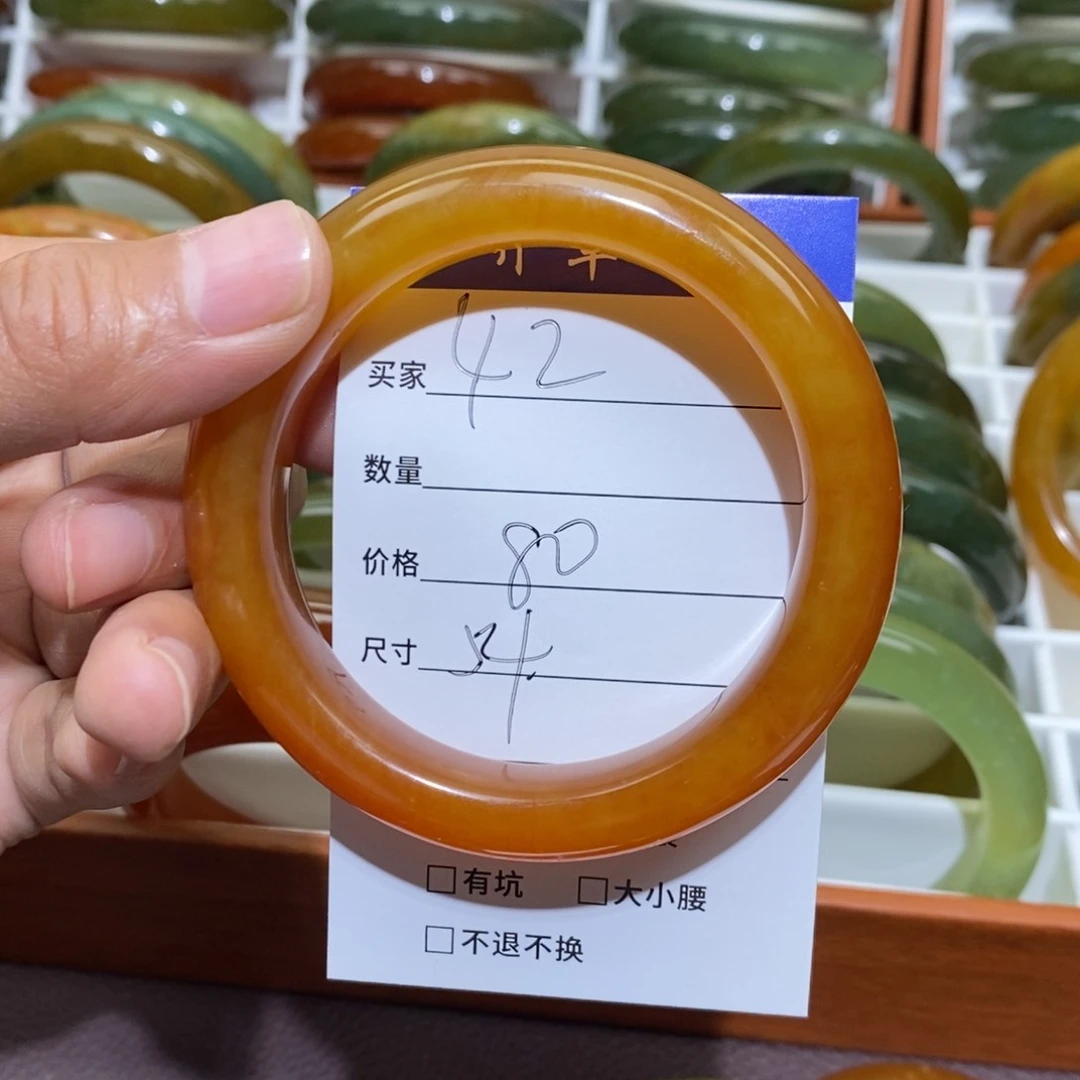 买家 42
数量
价格 80
尺寸 54
□有坑 □大小腰
□不退不换